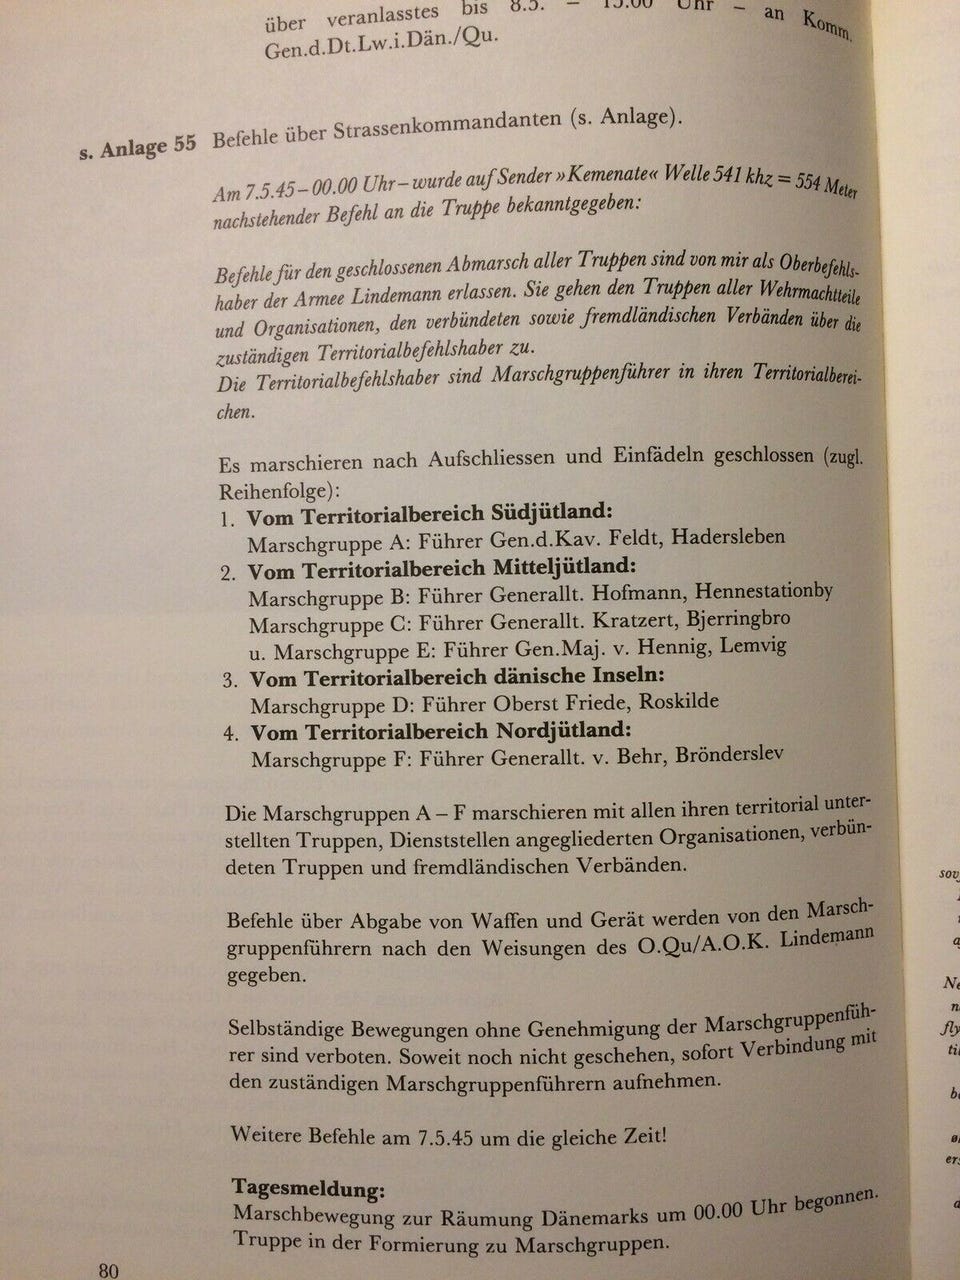 über veranlasstes bis 8.5. – 15.00 Uhr – an Komm.
Gen.d.Dt.Lw.i.Dän./Qu.
s. Anlage 55 Befehle über Strassenkommandanten (s. Anlage).
Am 7.5.45–00.00 Uhr–wurde auf Sender »Kemenate« Welle 541 khz = 554 Meter
nachstehender Befehl an die Truppe bekanntgegeben:
Befehle für den geschlossenen Abmarsch aller Truppen sind von mir als Oberbefehls-
haber der Armee Lindemann erlassen. Sie gehen den Truppen aller Wehrmachtteile
und Organisationen, den verbündeten sowie fremdländischen Verbänden über die
zuständigen Territorialbefehlshaber zu.
Die Territorialbefehlshaber sind Marschgruppenführer in ihren Territorialberei-
chen.
Es marschieren nach Aufschliessen und Einfädeln geschlossen (zugl.
Reihenfolge):
1. Vom Territorialbereich Südjütland:
Marschgruppe A: Führer Gen.d.Kav. Feldt, Hadersleben
2. Vom Territorialbereich Mitteljütland:
Marschgruppe B: Führer Generallt. Hofmann, Hennestationby
Marschgruppe C: Führer Generallt. Kratzert, Bjerringbro
u. Marschgruppe E: Führer Gen.Maj. v. Hennig, Lemvig
3. Vom Territorialbereich dänische Inseln:
Marschgruppe D: Führer Oberst Friede, Roskilde
4. Vom Territorialbereich Nordjütland:
Marschgruppe F: Führer Generallt. v. Behr, Brönderslev
Die Marschgruppen A – F marschieren mit allen ihren territorial unter-
stellten Truppen, Dienststellen angegliederten Organisationen, verbün-
deten Truppen und fremdländischen Verbänden.
Befehle über Abgabe von Waffen und Gerät werden von den Marsch-
gruppenführern nach den Weisungen des O.Qu/A.O.K. Lindemann
gegeben.
Selbständige Bewegungen ohne Genehmigung der Marschgruppenfüh-
rer sind verboten. Soweit noch nicht geschehen, sofort Verbindung mit
den zuständigen Marschgruppenführern aufnehmen.
Weitere Befehle am 7.5.45 um die gleiche Zeit!
Tagesmeldung:
Marschbewegung zur Räumung Dänemarks um 00.00 Uhr begonnen.
Truppe in der Formierung zu Marschgruppen.
80